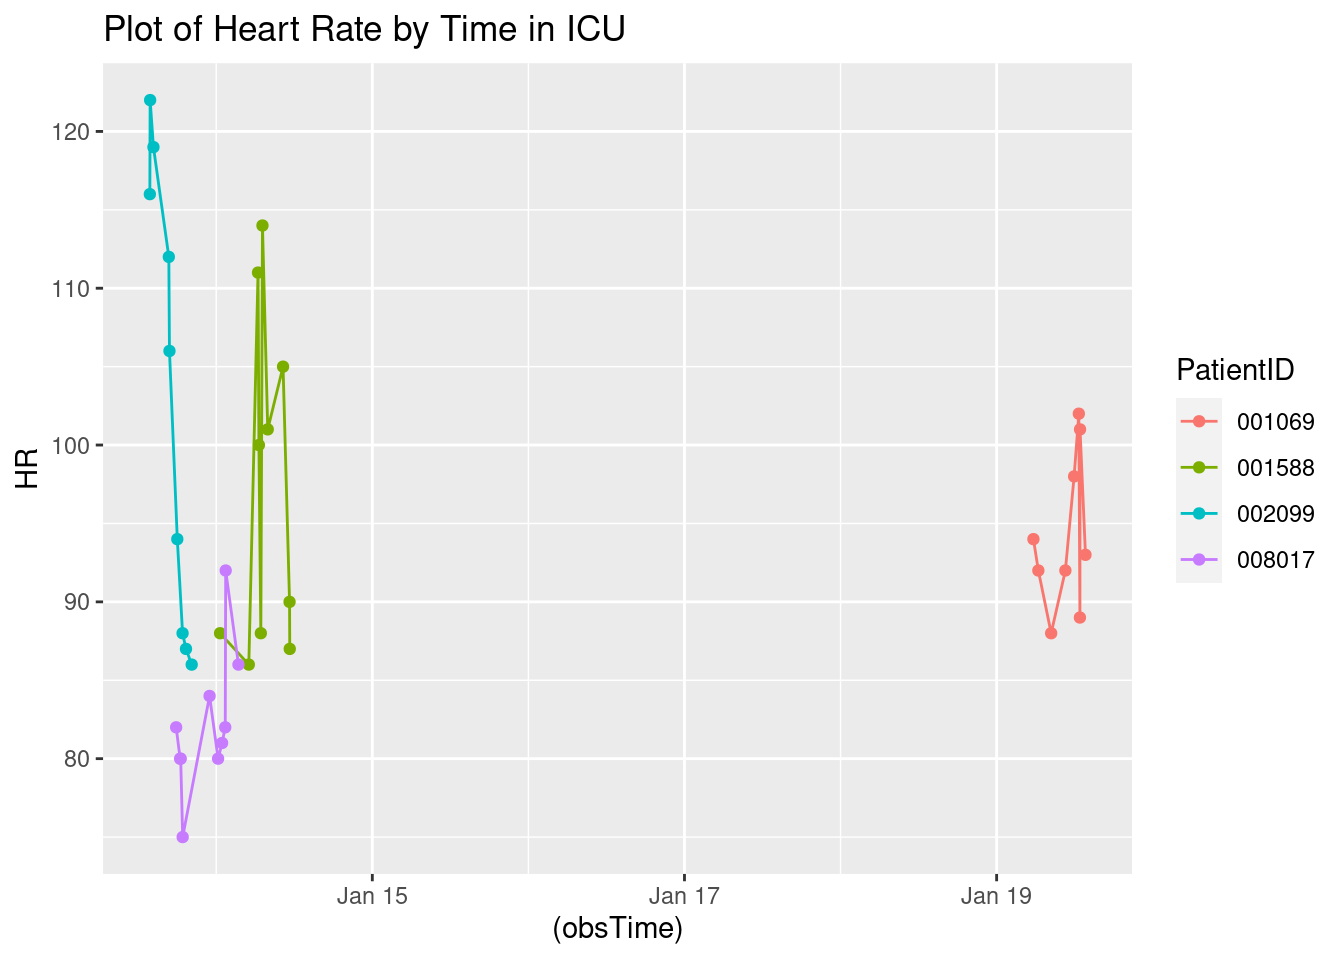 Plot of Heart Rate by Time in ICU
120
110
100
90
80
HR
Jan 15
Jan 17
Jan 19
(obsTime)
PatientID
001069
001588
002099
008017